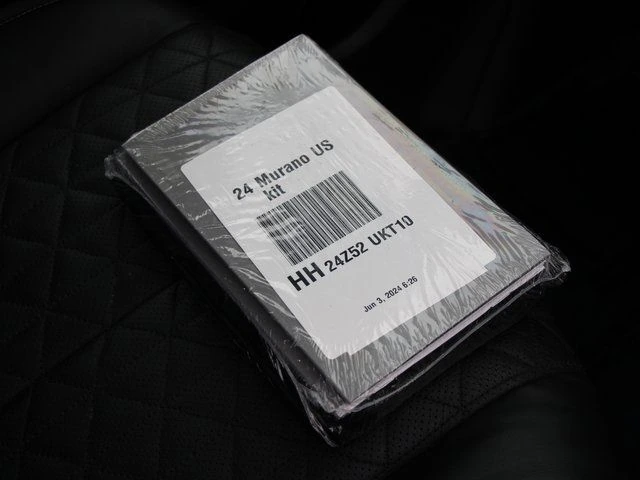 24 Murano US
kit
HH 24Z52 UKT10
Jun 3, 2024 6:26